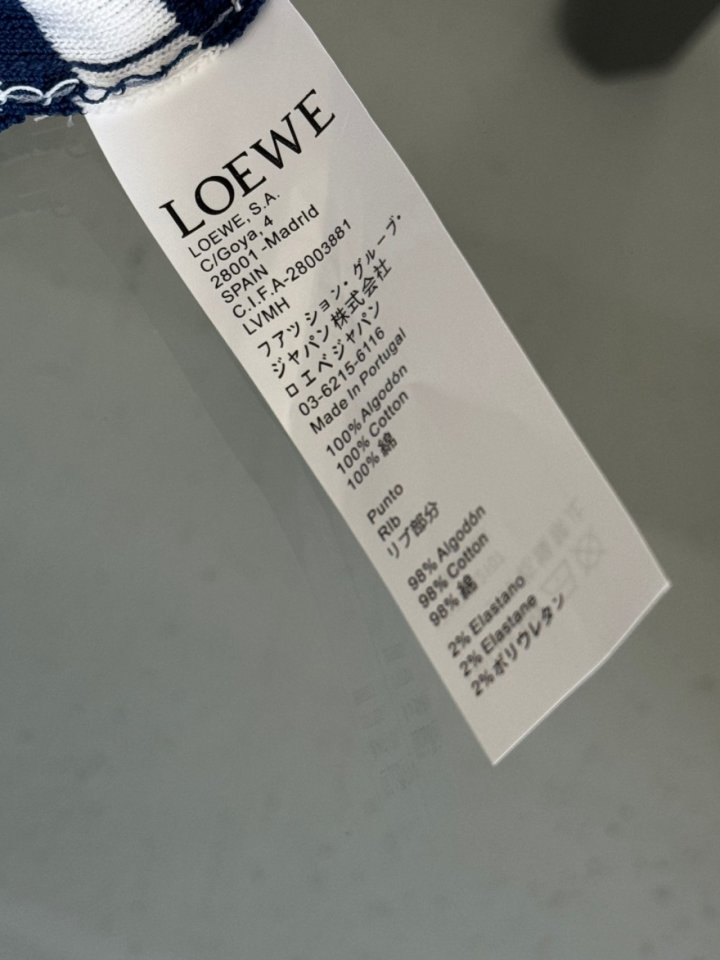 LOEWE
LOEWE, S.A.
C/Goya, 4
28001 -Madrid
SPAIN
C.I.F.A-28003881
LVMH
ファッション・グループ・
ジャパン株式会社
ロエベジャパン
03-6215-6116
Made in Portugal
100% Algodón
100% Cotton
100% 綿
Punto
Rib
リブ部分
98% Algodón
98% Cotton
98% 綿
2% Elastano
2% Elastane
2% ポリウレタン